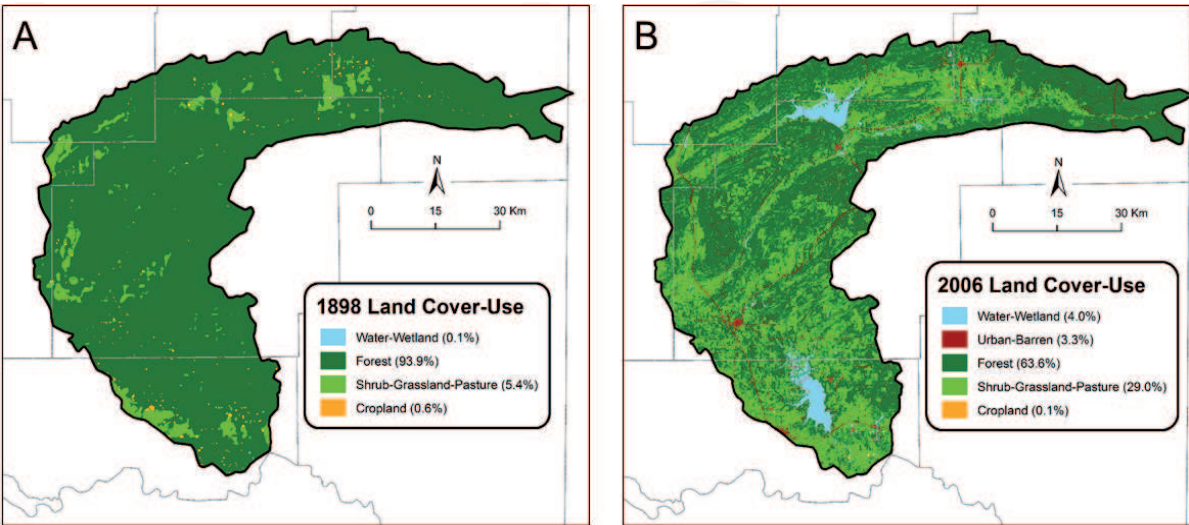 A
N
0 15 30 Km
1898 Land Cover-Use
Water-Wetland (0.1%)
Forest (93.9%)
Shrub-Grassland-Pasture (5.4%)
Cropland (0.6%)
B
N
0 15 30 Km
2006 Land Cover-Use
Water-Wetland (4.0%)
Urban-Barren (3.3%)
Forest (63.6%)
Shrub-Grassland-Pasture (29.0%)
Cropland (0.1%)